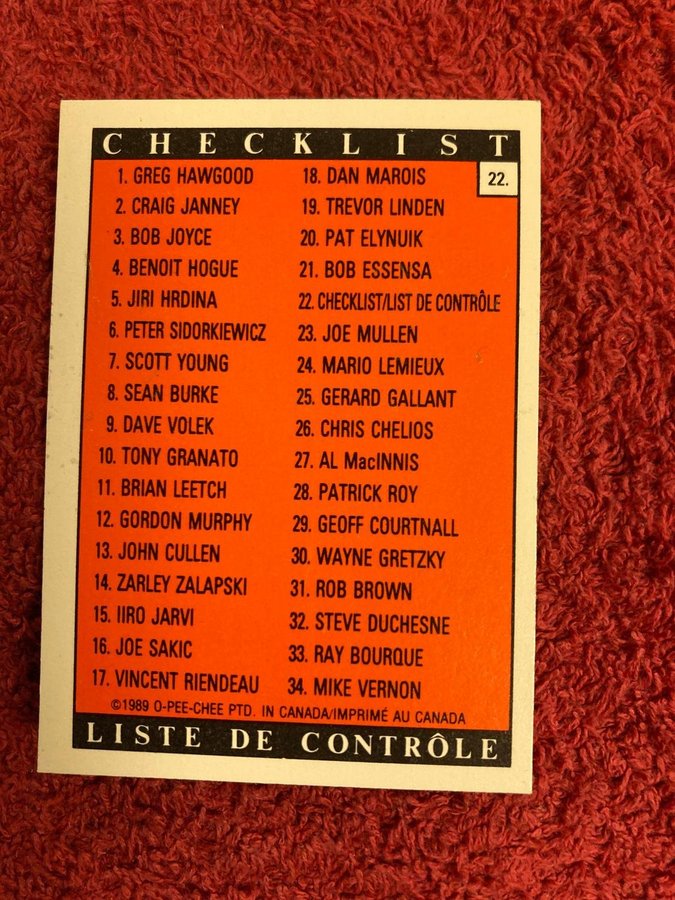 CHECKLIST
22.
1. GREG HAWGOOD
2. CRAIG JANNEY
3. BOB JOYCE
4. BENOIT HOGUE
5. JIRI HRDINA
6. PETER SIDORKIEWICZ
7. SCOTT YOUNG
8. SEAN BURKE
9. DAVE VOLEK
10. TONY GRANATO
11. BRIAN LEETCH
12. GORDON MURPHY
13. JOHN CULLEN
14. ZARLEY ZALAPSKI
15. IIRO JARVI
16. JOE SAKIC
17. VINCENT RIENDEAU
18. DAN MAROIS
19. TREVOR LINDEN
20. PAT ELYNUIK
21. BOB ESSENSA
22. CHECKLIST/LIST DE CONTRÔLE
23. JOE MULLEN
24. MARIO LEMIEUX
25. GERARD GALLANT
26. CHRIS CHELIOS
27. AL MacINNIS
28. PATRICK ROY
29. GEOFF COURTNALL
30. WAYNE GRETZKY
31. ROB BROWN
32. STEVE DUCHESNE
33. RAY BOURQUE
34. MIKE VERNON
©1989 O-PEE-CHEE PTD. IN CANADA/IMPRIMÉ AU CANADA
LISTE DE CONTRÔLE